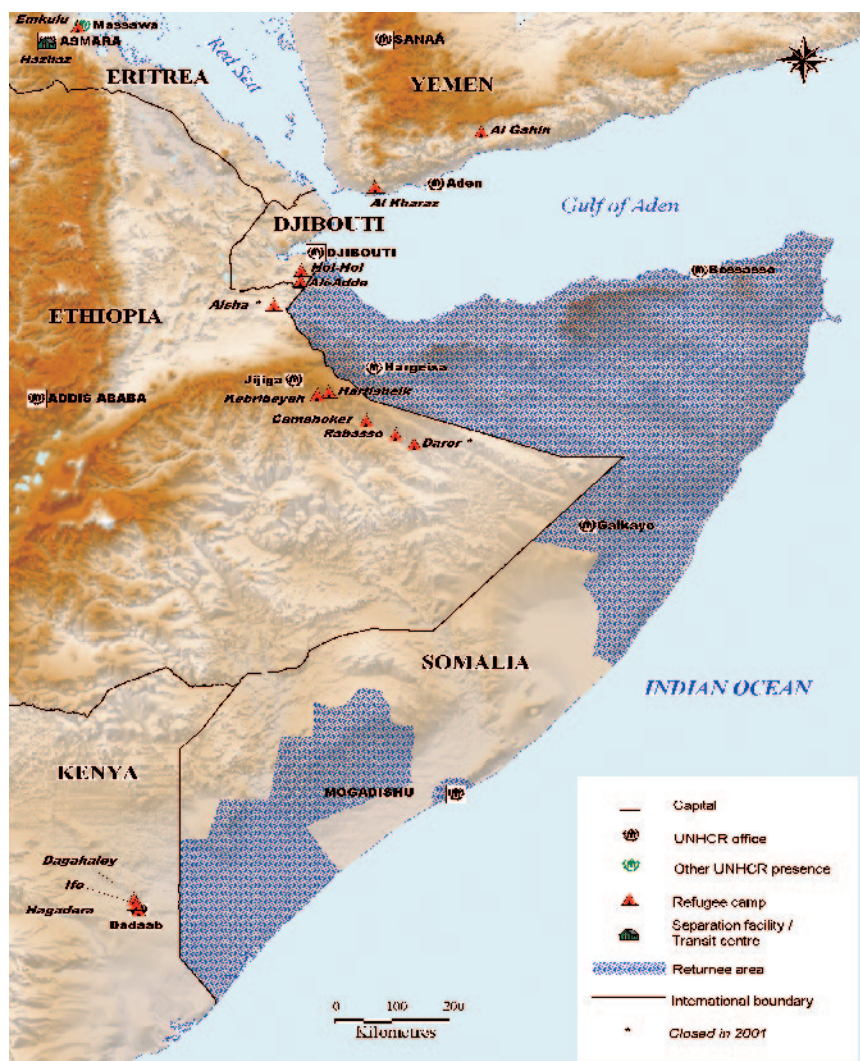 Emkulu
Massawa
ASMARA
Hazhaz
ERITREA
Red Sea
SANAÁ
YEMEN
Al Gahin
Aden
Al Kharaz
Gulf of Aden
DJIBOUTI
DJIBOUTI
Hol-Hol
Ali-Adde
Bossasso
Aisha *
ETHIOPIA
Hargeisa
Jijiga
Hartisheik
Kebribeyah
ADDIS ABABA
Camaboker
Rabasso
Daror *
Galkayo
SOMALIA
INDIAN OCEAN
KENYA
MOGADISHU
Dagahaley
Ifo
Hagadara
Dadaab
0 100 200
Kilometres
Capital
UNHCR office
Other UNHCR presence
Refugee camp
Separation facility /
Transit centre
Returnee area
International boundary
* Closed in 2001